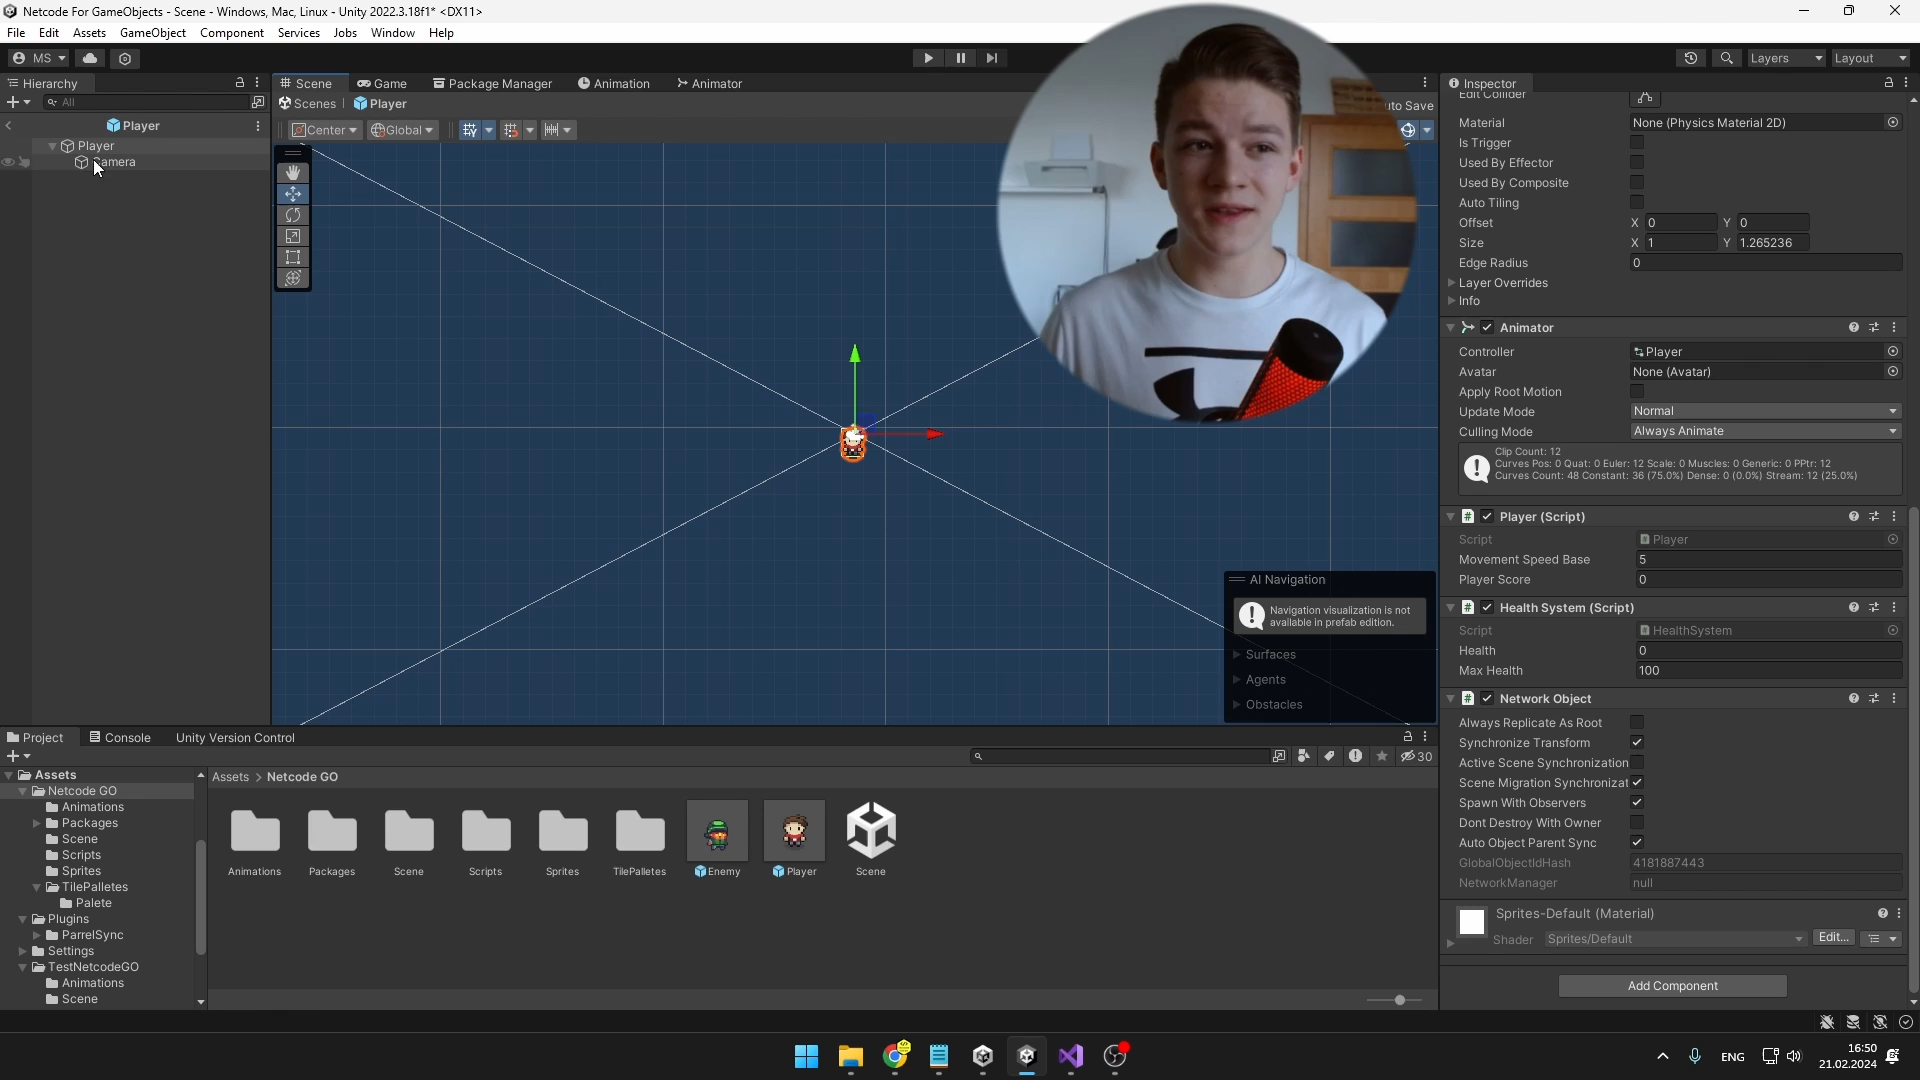 Netcode For GameObjects - Scene - Windows, Mac, Linux - Unity 2022.3.18f1* <DX11>
File Edit Assets GameObject Component Services Jobs Window Help
MS
Layers Layout
Hierarchy
All
Player
Player
Camera
Scene Game Package Manager Animation Animator
Scenes Player
uto Save
Center Global
AI Navigation
Navigation visualization is not
available in prefab edition.
Surfaces
Agents
Obstacles
Inspector
Edit Collider
Material None (Physics Material 2D)
Is Trigger
Used By Effector
Used By Composite
Auto Tiling
Offset X 0 Y 0
Size X 1 Y 1.265236
Edge Radius 0
Layer Overrides
Info
Animator
Controller Player
Avatar None (Avatar)
Apply Root Motion
Update Mode Normal
Culling Mode Always Animate
Clip Count: 12
Curves Pos: 0 Quat: 0 Euler: 12 Scale: 0 Muscles: 0 Generic: 0 PPtr: 12
Curves Count: 48 Constant: 36 (75.0%) Dense: 0 (0.0%) Stream: 12 (25.0%)
Player (Script)
Script Player
Movement Speed Base 5
Player Score 0
Health System (Script)
Script HealthSystem
Health 0
Max Health 100
Network Object
Always Replicate As Root
Synchronize Transform
Active Scene Synchronization
Scene Migration Synchronizat
Spawn With Observers
Dont Destroy With Owner
Auto Object Parent Sync
GlobalObjectIdHash 4181887443
NetworkManager null
Sprites-Default (Material)
Shader Sprites/Default Edit...
Add Component
Project Console Unity Version Control
30
Assets
Netcode GO
Animations
Packages
Scene
Scripts
Sprites
TilePalletes
Palete
Plugins
ParrelSync
Settings
TestNetcodeGO
Animations
Scene
Assets > Netcode GO
Animations Packages Scene Scripts Sprites TilePalletes Enemy Player Scene
ENG
16:50
21.02.2024